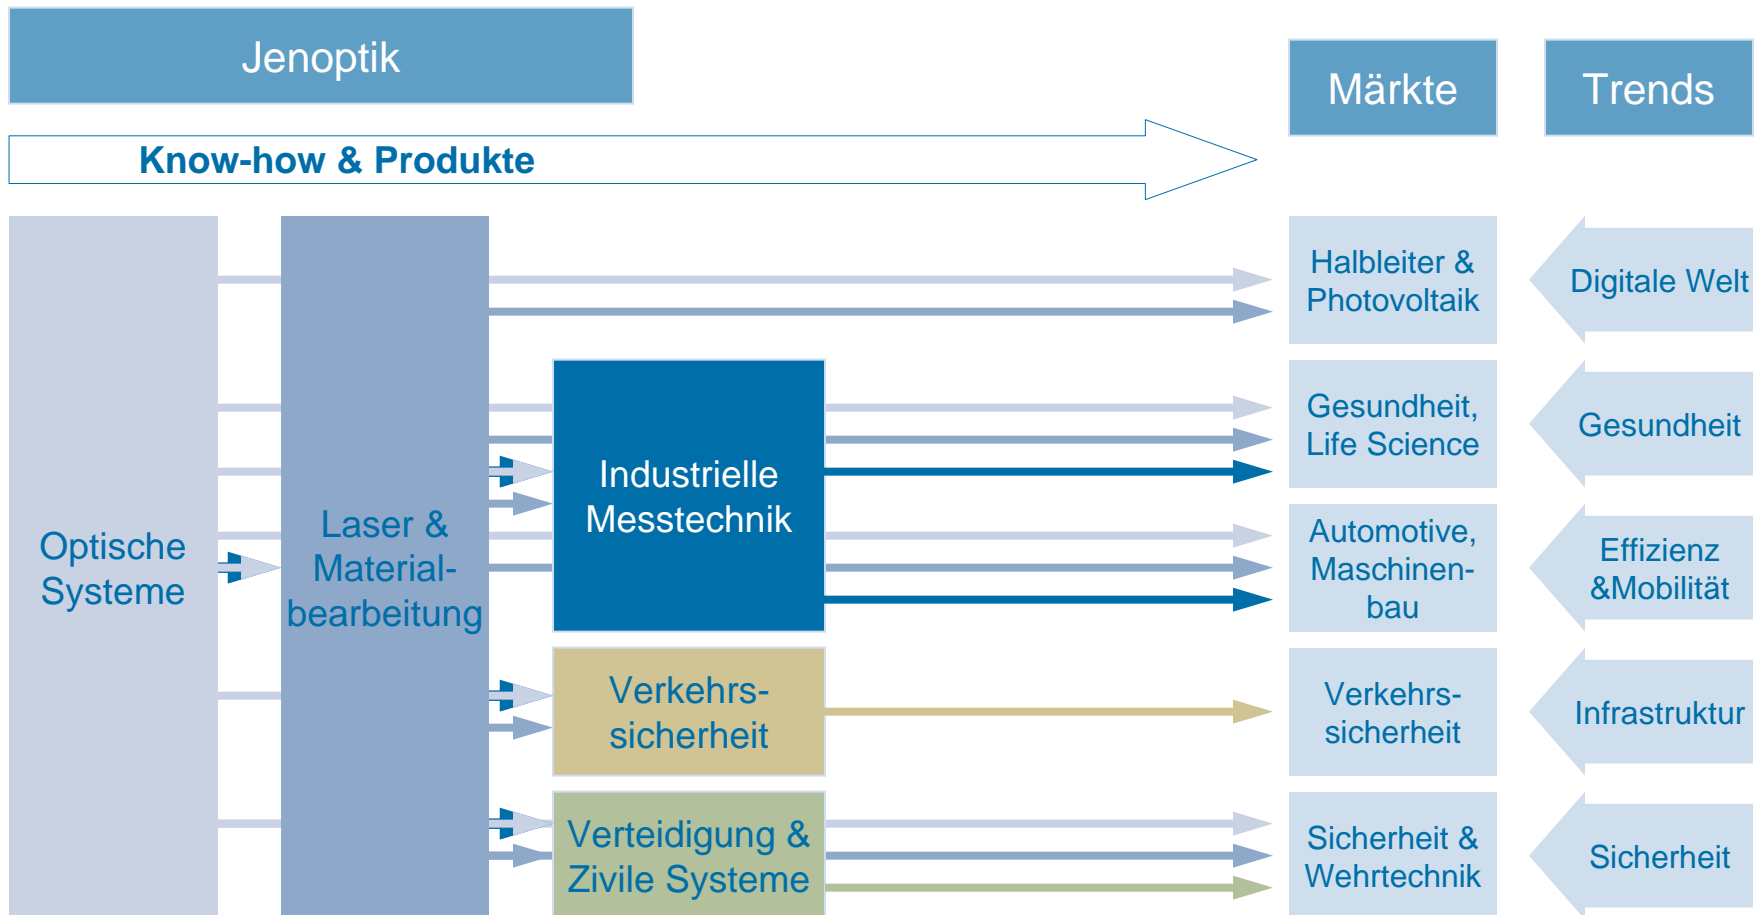 Jenoptik
Märkte
Trends
Know-how & Produkte
Optische
Systeme
Laser &
Material-
bearbeitung
Industrielle
Messtechnik
Verkehrs-
sicherheit
Verteidigung &
Zivile Systeme
Halbleiter &
Photovoltaik
Gesundheit,
Life Science
Automotive,
Maschinen-
bau
Verkehrs-
sicherheit
Sicherheit &
Wehrtechnik
Digitale Welt
Gesundheit
Effizienz
&Mobilität
Infrastruktur
Sicherheit